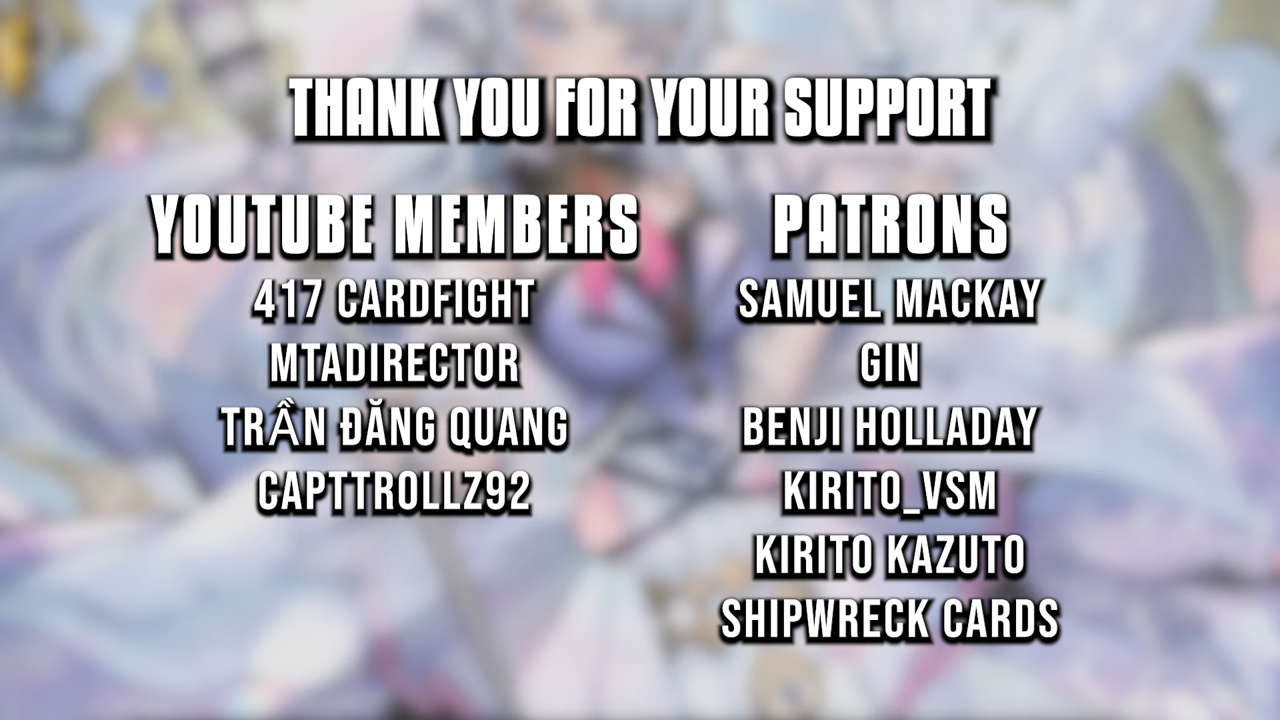 THANK YOU FOR YOUR SUPPORT
YOUTUBE MEMBERS
417 CARDFIGHT
MTADIRECTOR
TRẦN ĐĂNG QUANG
CAPTTROLLZ92
PATRONS
SAMUEL MACKAY
GIN
BENJI HOLLADAY
KIRITO_VSM
KIRITO KAZUTO
SHIPWRECK CARDS